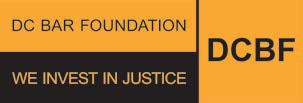 DC BAR FOUNDATION
WE INVEST IN JUSTICE
DCBF